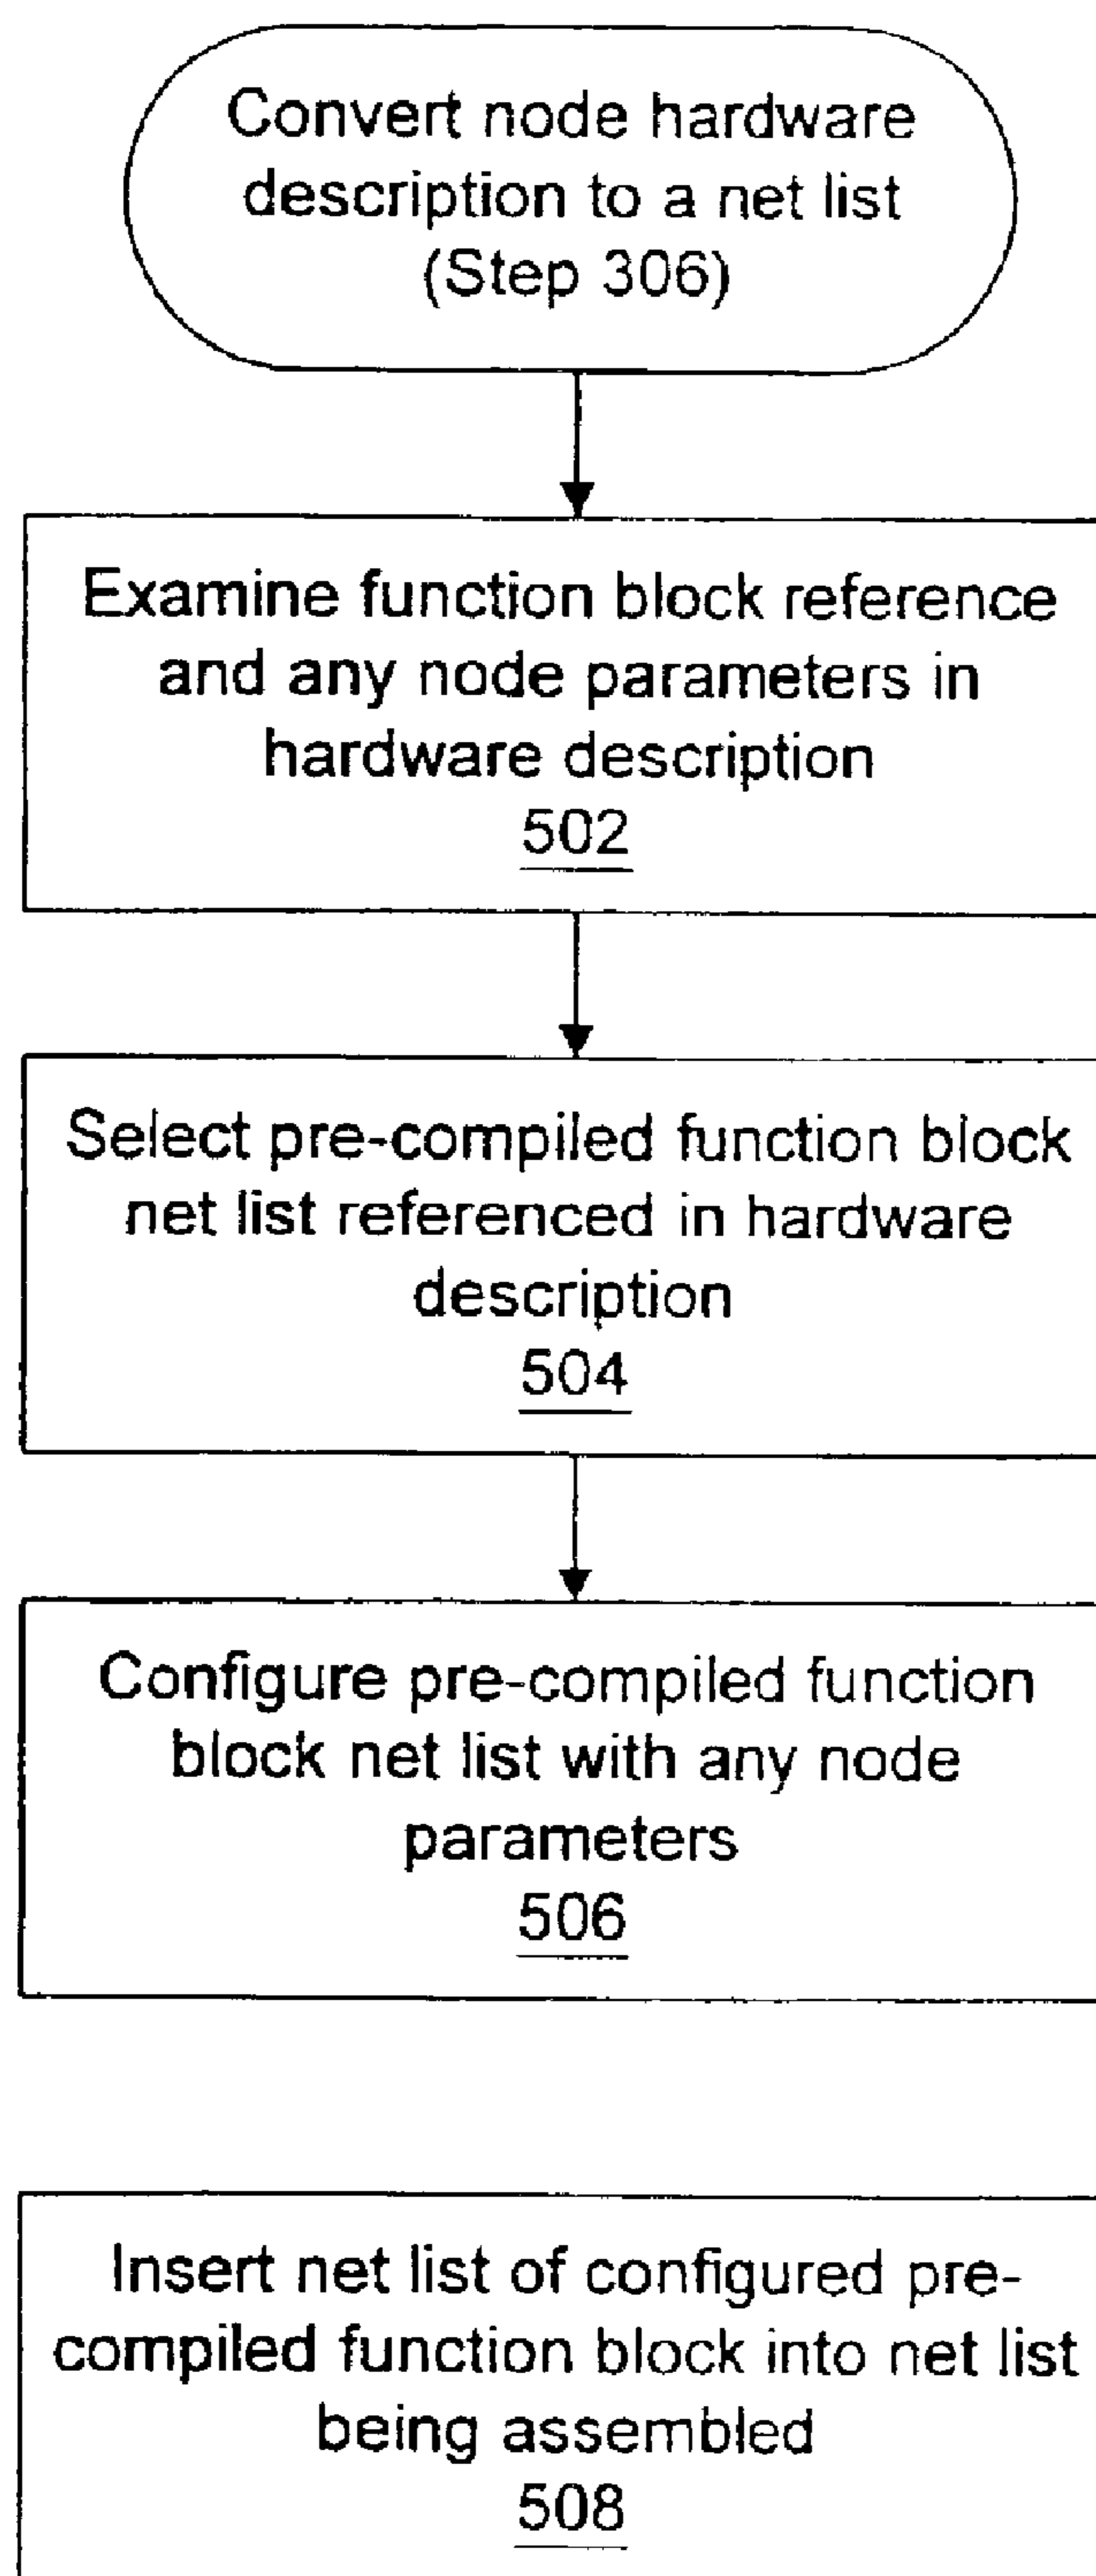 Convert node hardware
description to a net list
(Step 306)
Examine function block reference
and any node parameters in
hardware description
502
Select pre-compiled function block
net list referenced in hardware
description
504
Configure pre-compiled function
block net list with any node
parameters
506
Insert net list of configured pre-
compiled function block into net list
being assembled
508